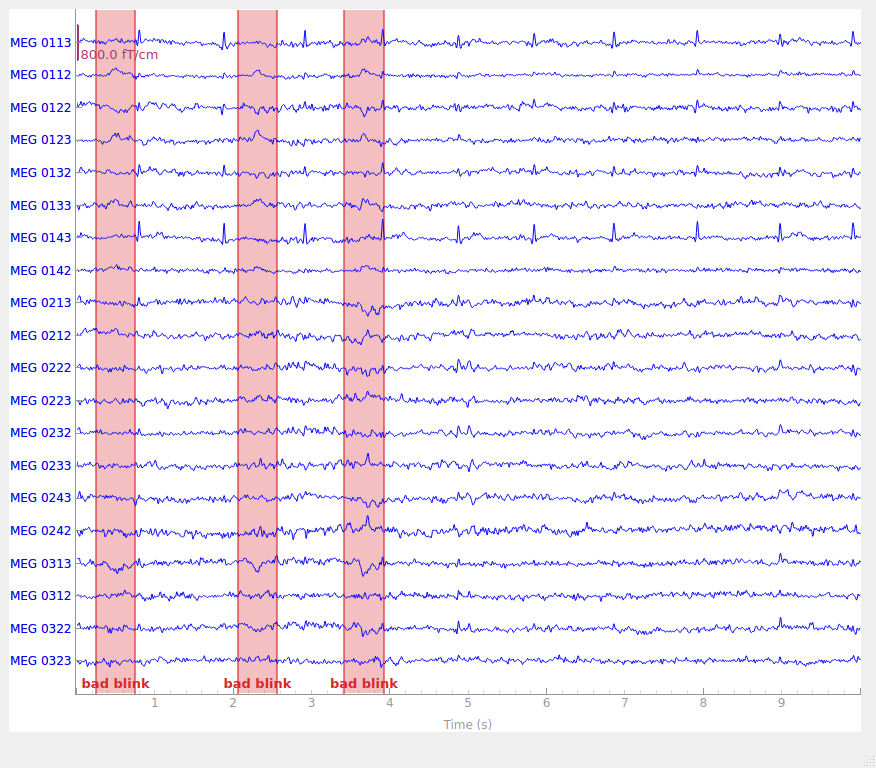 MEG 0113
800.0 fT/cm
MEG 0112
MEG 0122
MEG 0123
MEG 0132
MEG 0133
MEG 0143
MEG 0142
MEG 0213
MEG 0212
MEG 0222
MEG 0223
MEG 0232
MEG 0233
MEG 0243
MEG 0242
MEG 0313
MEG 0312
MEG 0322
MEG 0323
bad blink bad blink bad blink
1 2 3 4 5 6 7 8 9
Time (s)